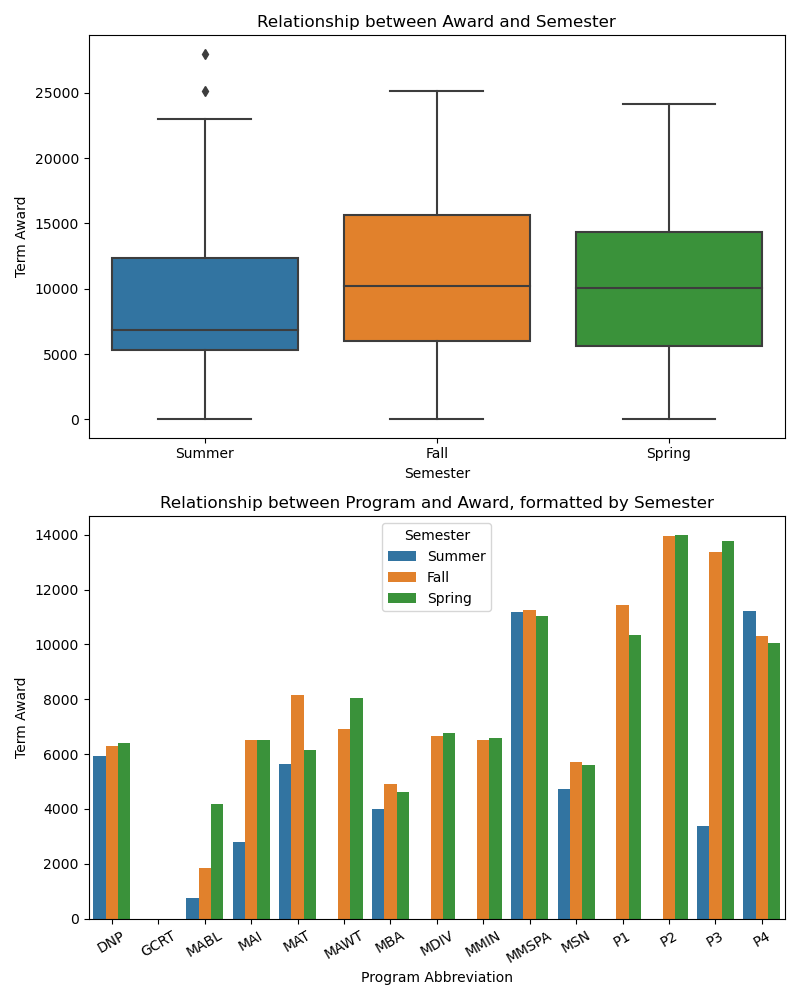 Relationship between Award and Semester
Term Award
25000
20000
15000
10000
5000
0
Summer Fall Spring
Semester
Relationship between Program and Award, formatted by Semester
Term Award
14000
12000
10000
8000
6000
4000
2000
0
Semester
Summer
Fall
Spring
DNP GCRT MABL MAI MAT MAWT MBA MDIV MMIN MMSPA MSN P1 P2 P3 P4
Program Abbreviation